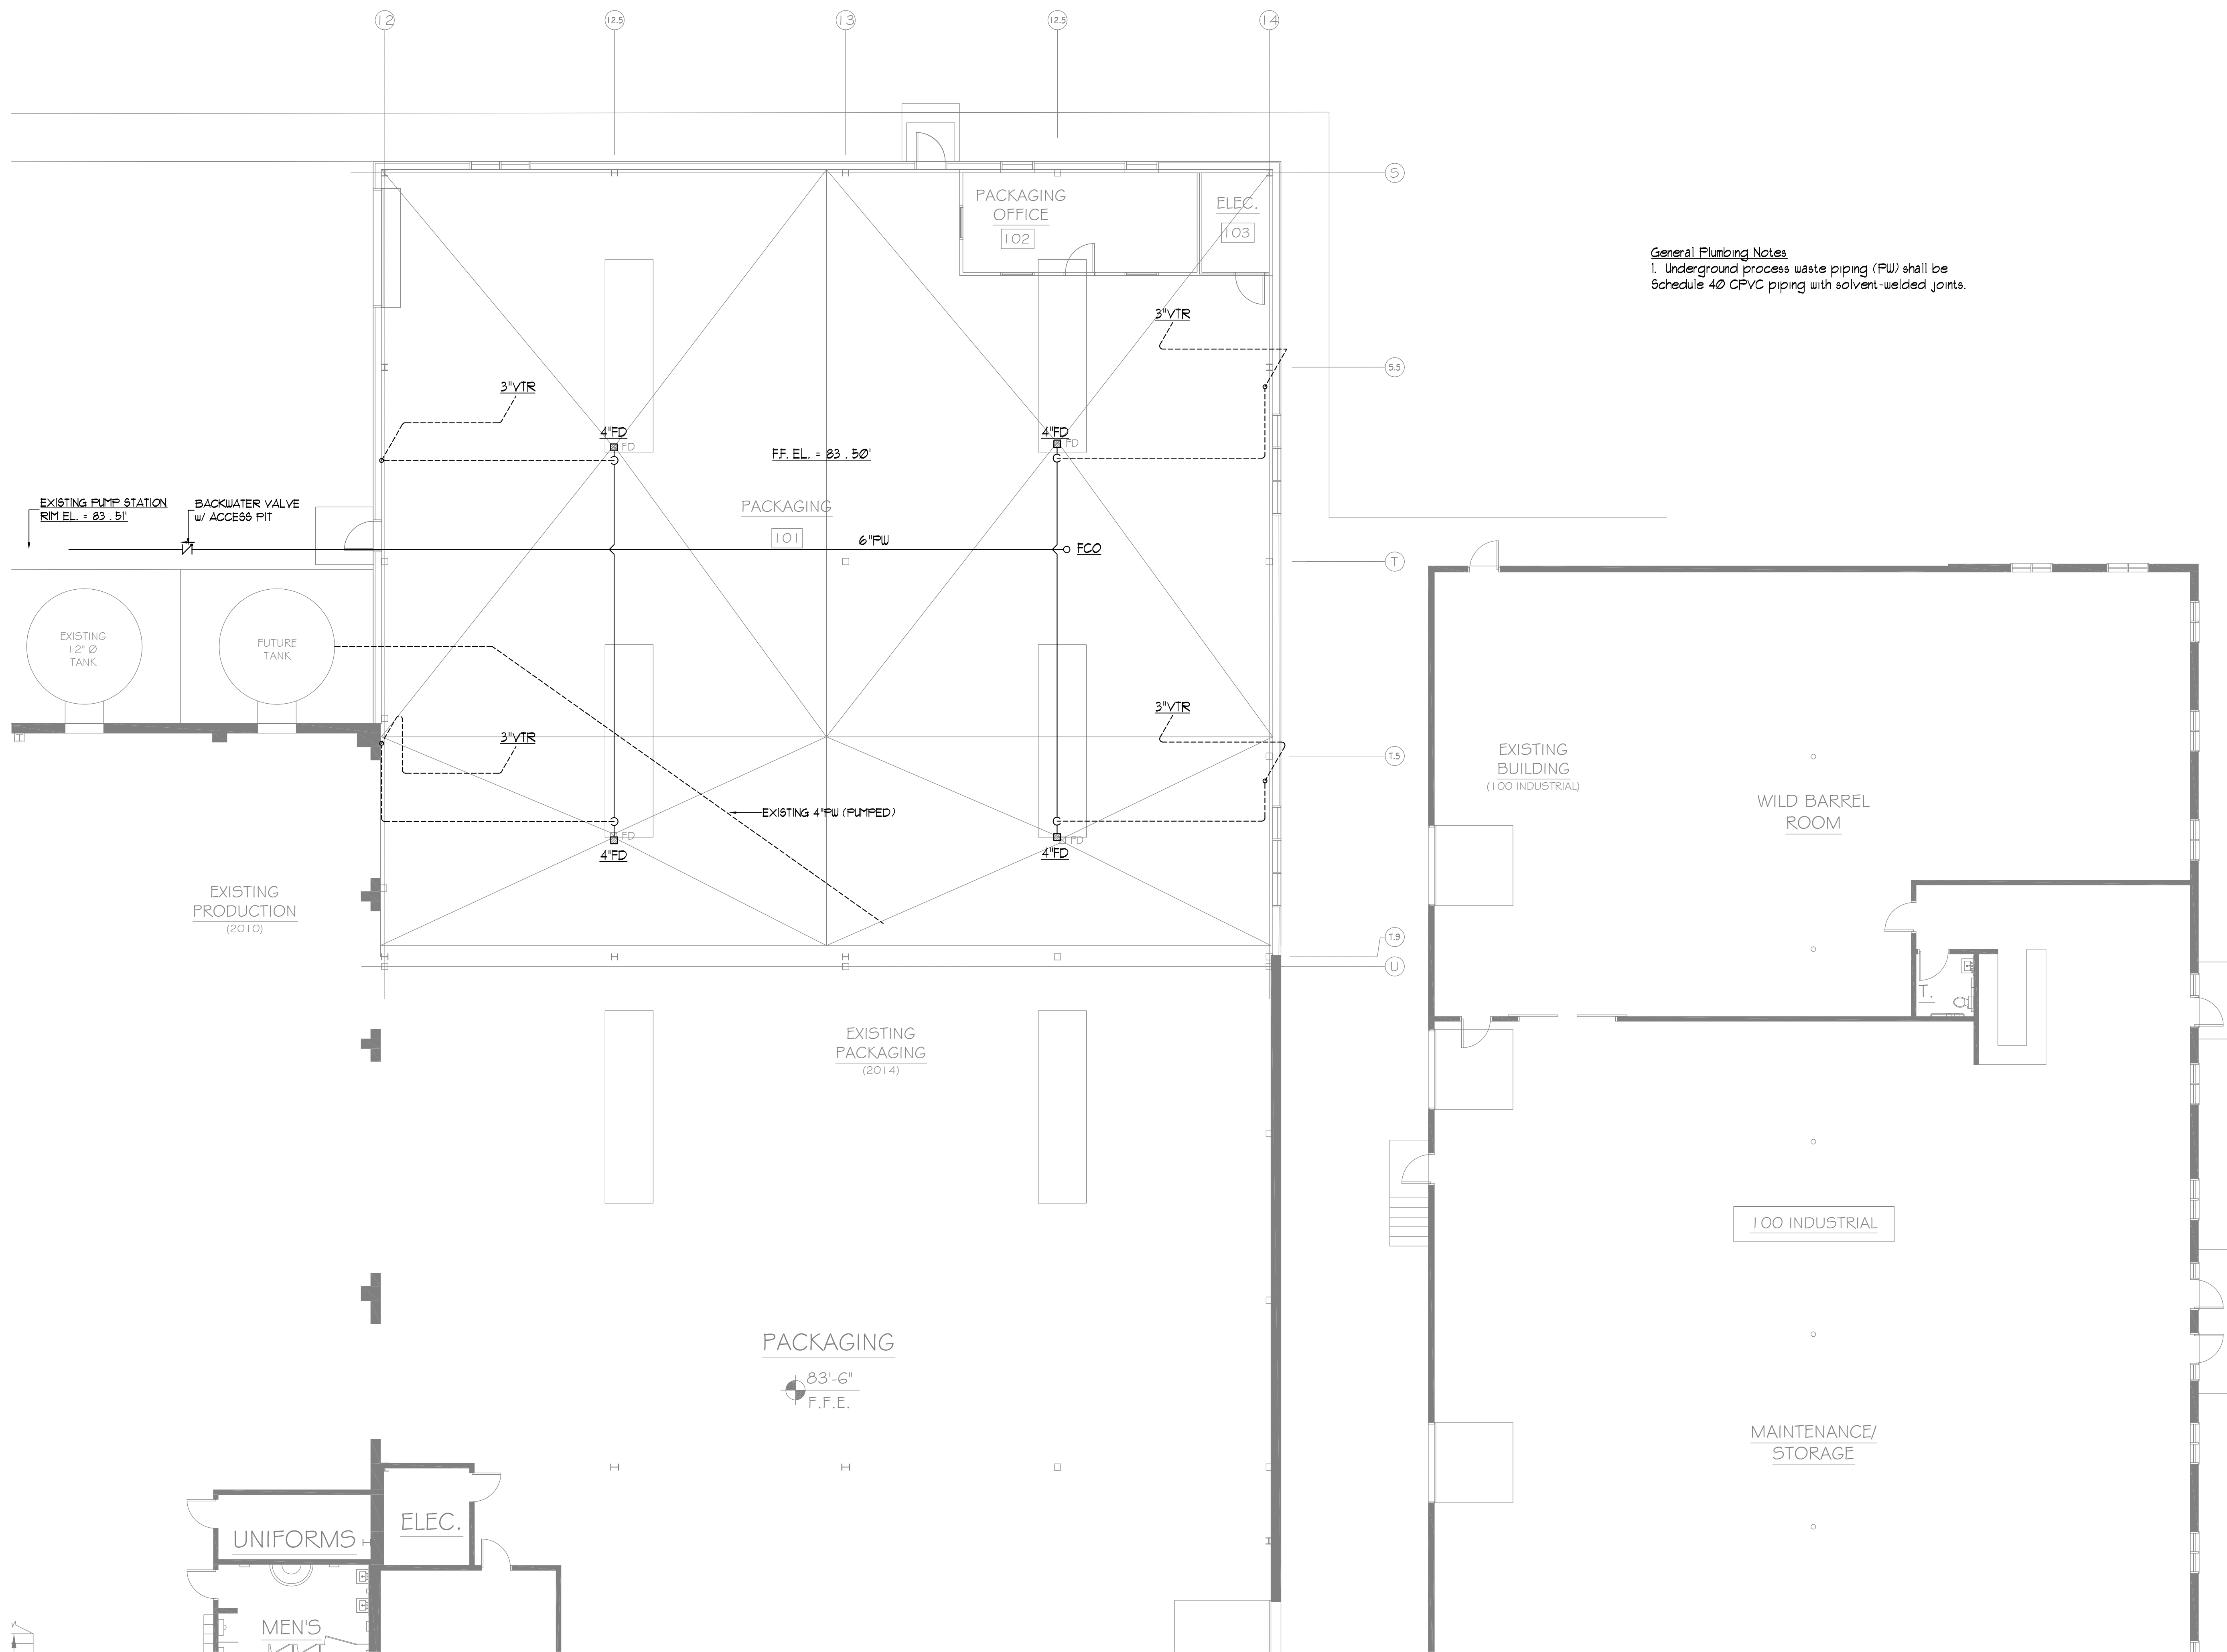 12
12.5
13
12.5
14
S
PACKAGING
OFFICE
102
ELEC.
103
General Plumbing Notes
1. Underground process waste piping (PW) shall be
Schedule 40 CPVC piping with solvent-welded joints.
3"VTR
S.5
3"VTR
4"FD
FD
4"FD
FD
F.F. EL. = 83 . 50'
EXISTING PUMP STATION
RIM EL. = 83 . 51'
BACKWATER VALVE
w/ ACCESS PIT
PACKAGING
101
6"PW
FCO
T
EXISTING
12" Ø
TANK
FUTURE
TANK
3"VTR
3"VTR
T.5
EXISTING
BUILDING
(100 INDUSTRIAL)
WILD BARREL
ROOM
EXISTING 4"PW (PUMPED)
FD
4"FD
FD
4"FD
EXISTING
PRODUCTION
(2010)
T.9
U
T.
EXISTING
PACKAGING
(2014)
100 INDUSTRIAL
PACKAGING
83'-6"
F.F.E.
MAINTENANCE/
STORAGE
UNIFORMS
ELEC.
MEN'S